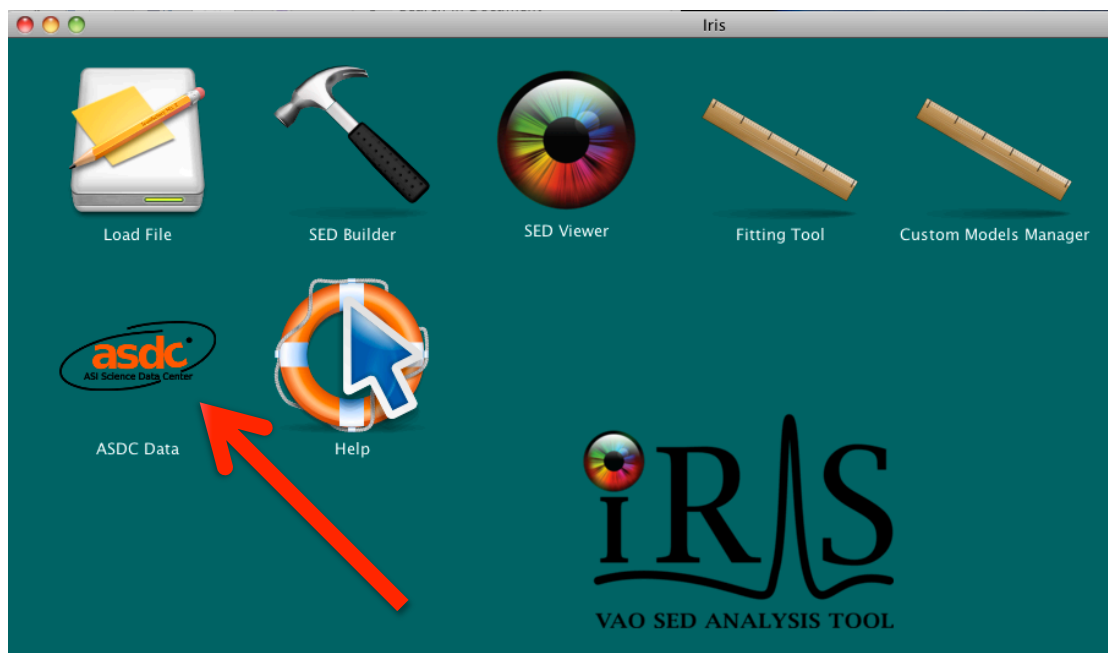 Iris
Load File
SED Builder
SED Viewer
Fitting Tool
Custom Models Manager
asdc
ASI Science Data Center
ASDC Data
Help
iRIS
VAO SED ANALYSIS TOOL